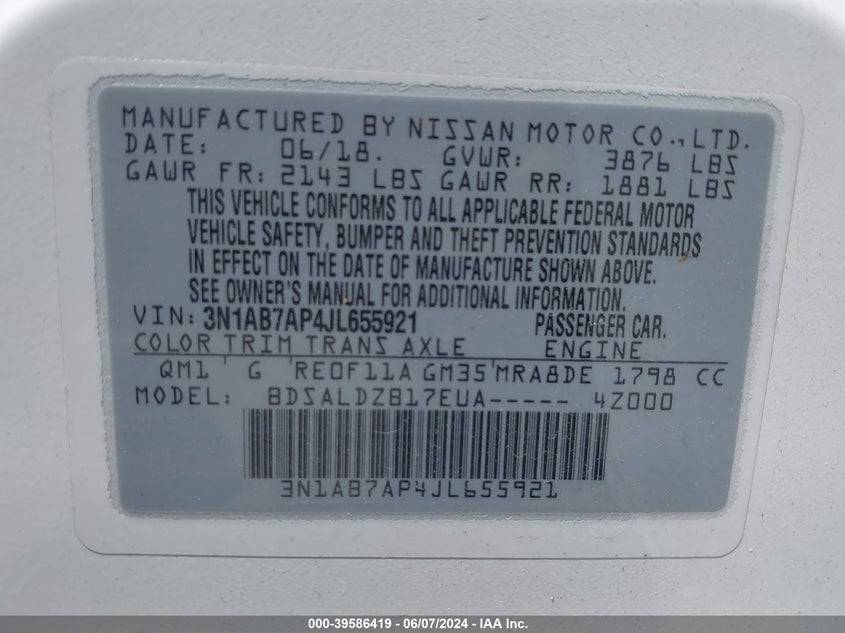 MANUFACTURED BY NISSAN MOTOR CO., LTD.
DATE: 06/18. GVWR: 3876 LBS
GAWR FR: 2143 LBS GAWR RR: 1881 LBS
THIS VEHICLE CONFORMS TO ALL APPLICABLE FEDERAL MOTOR
VEHICLE SAFETY, BUMPER AND THEFT PREVENTION STANDARDS
IN EFFECT ON THE DATE OF MANUFACTURE SHOWN ABOVE.
SEE OWNER'S MANUAL FOR ADDITIONAL INFORMATION.
VIN: 3N1AB7AP4JL655921 PASSENGER CAR.
COLOR TRIM TRANS AXLE ENGINE
QM1 G RE0F11A GM35 MRA8DE 1798 CC
MODEL: BDSALDZB17EUA----- 4Z000
3N1AB7AP4JL655921
000-39586419 - 06/07/2024 - IAA Inc.